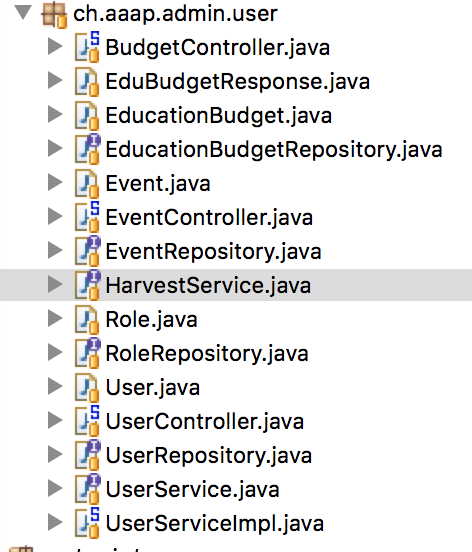 ch.aaap.admin.user
BudgetController.java
EduBudgetResponse.java
EducationBudget.java
EducationBudgetRepository.java
Event.java
EventController.java
EventRepository.java
HarvestService.java
Role.java
RoleRepository.java
User.java
UserController.java
UserRepository.java
UserService.java
UserServiceImpl.java